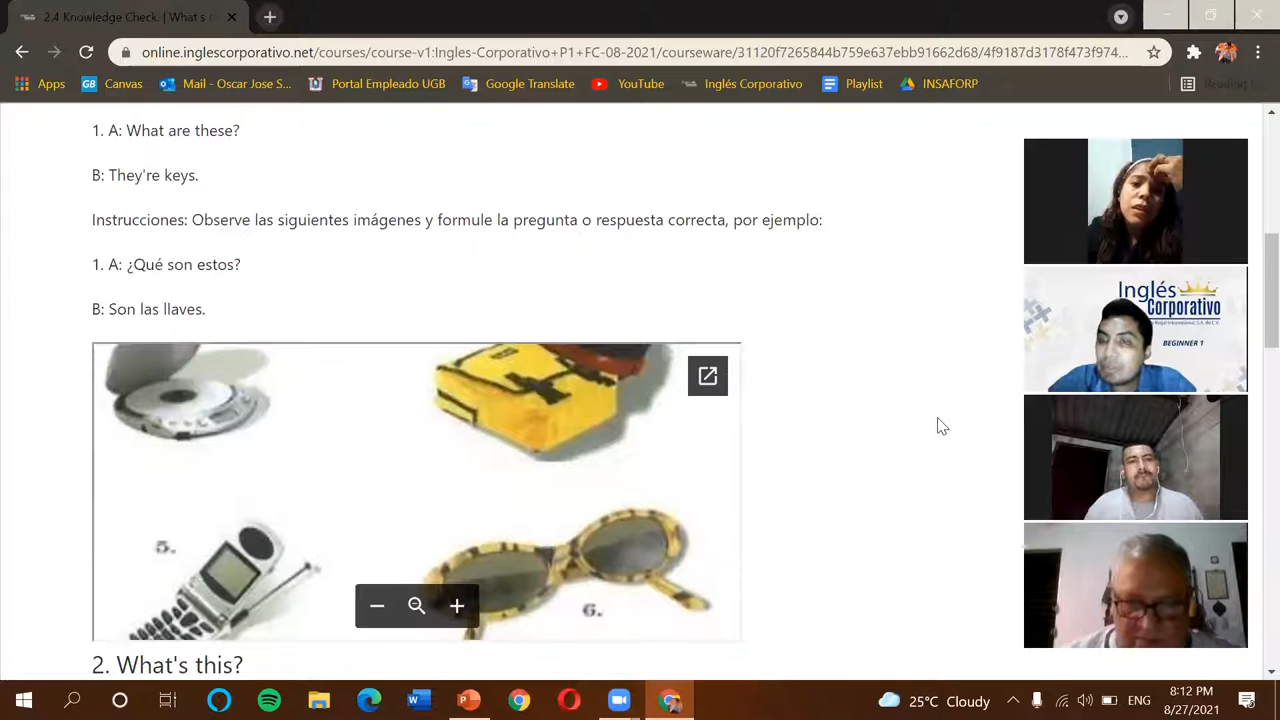 2.4 Knowledge Check. | What's t
online.inglescorporativo.net/courses/course-v1:Ingles-Corporativo+P1+FC-08-2021/courseware/31120f7265844b759e637ebb91662d68/4f9187d3178f473f974...
Apps Canvas Mail - Oscar Jose S... Portal Empleado UGB Google Translate YouTube Inglés Corporativo Playlist INSAFORP Reading
1. A: What are these?
B: They're keys.
Instrucciones: Observe las siguientes imágenes y formule la pregunta o respuesta correcta, por ejemplo:
1. A: ¿Qué son estos?
B: Son las llaves.
5.
6.
2. What's this?
Inglés
Corporativo
BEGINNER 1
25°C Cloudy
ENG
8:12 PM
8/27/2021